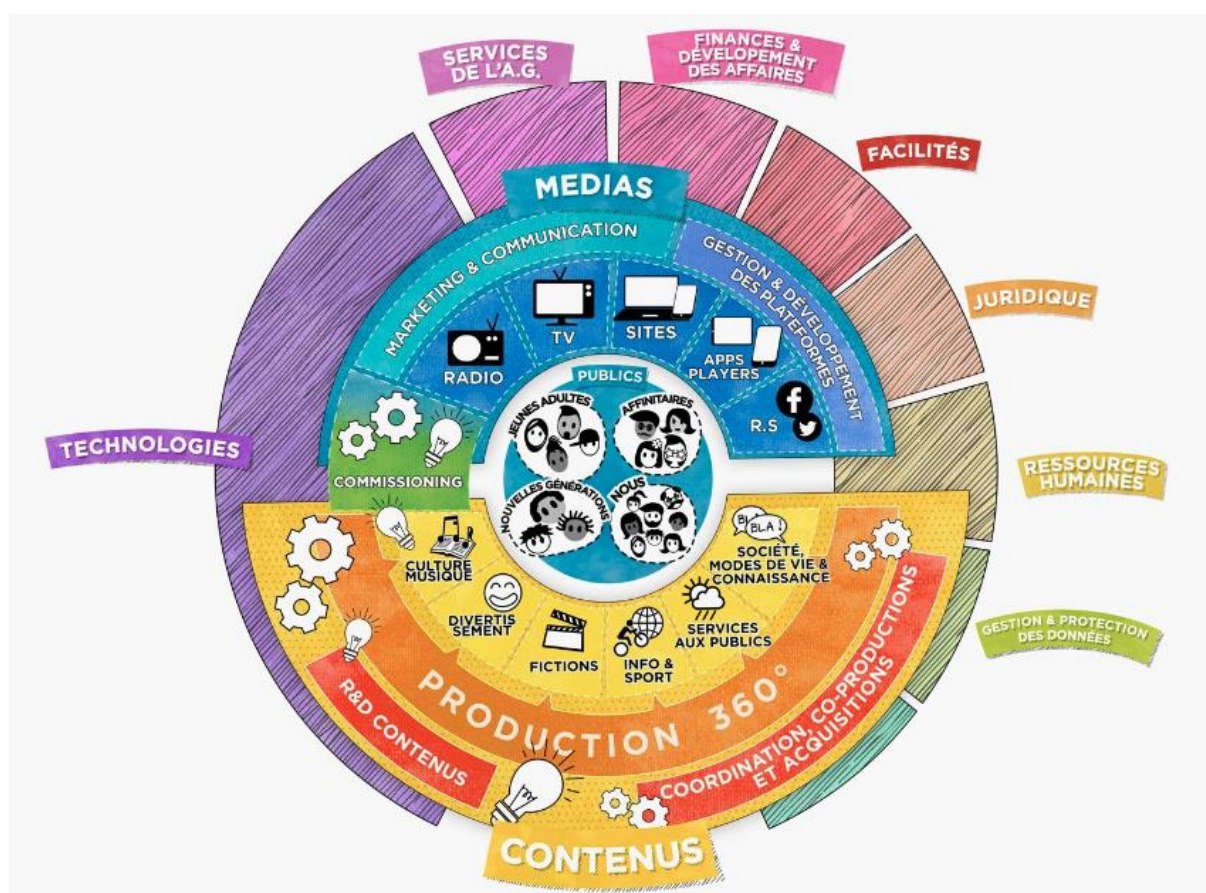 SERVICES
DE L'A.G.
FINANCES &
DÉVELOPEMENT
DES AFFAIRES
FACILITÉS
JURIDIQUE
RESSOURCES
HUMAINES
GESTION & PROTECTION
DES DONNÉES
TECHNOLOGIES
MEDIAS
MARKETING & COMMUNICATION
GESTION & DÉVELOPPEMENT
DES PLATEFORMES
RADIO
TV
SITES
APPS
PLAYERS
R.S
COMMISSIONING
PUBLICS
JEUNES ADULTES
AFFINITAIRES
NOUVELLES GÉNÉRATIONS
NOUS
CULTURE
MUSIQUE
DIVERTIS
SEMENT
FICTIONS
INFO &
SPORT
SERVICES
AUX PUBLICS
BLA !
SOCIÉTÉ,
MODES DE VIE &
CONNAISSANCE
PRODUCTION 360°
R&D CONTENUS
COORDINATION, CO-PRODUCTIONS
ET ACQUISITIONS
CONTENUS